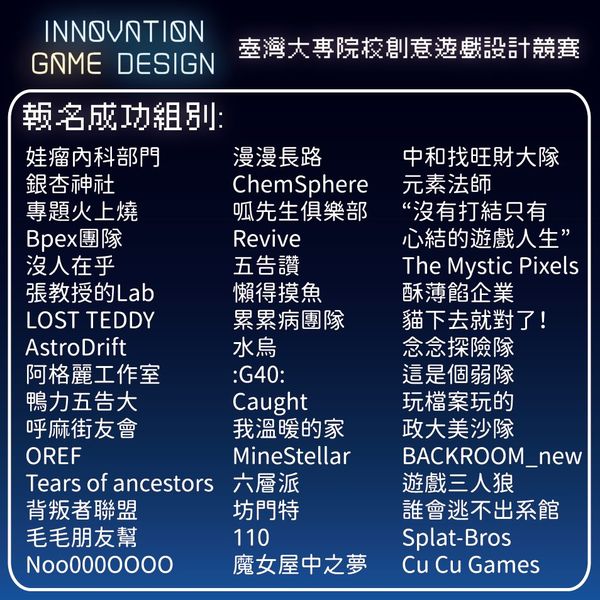 INNOVATION
GAME DESIGN
臺灣大專院校創意遊戲設計競賽
報名成功組別:
娃瘤內科部門
銀杏神社
專題火上燒
Bpex團隊
沒人在乎
張教授的Lab
LOST TEDDY
AstroDrift
阿格麗工作室
鴨力五告大
呼麻街友會
OREF
Tears of ancestors
背叛者聯盟
毛毛朋友幫
Noo000OOOO
漫漫長路
ChemSphere
呱先生俱樂部
Revive
五告讚
懶得摸魚
累累病團隊
水烏
:G40:
Caught
我溫暖的家
MineStellar
六層派
坊門特
110
魔女屋中之夢
中和找旺財大隊
元素法師
“沒有打結只有
心結的遊戲人生”
The Mystic Pixels
酥薄餡企業
貓下去就對了!
念念探險隊
這是個弱隊
玩檔案玩的
政大美沙隊
BACKROOM_new
遊戲三人狼
誰會逃不出系館
Splat-Bros
Cu Cu Games